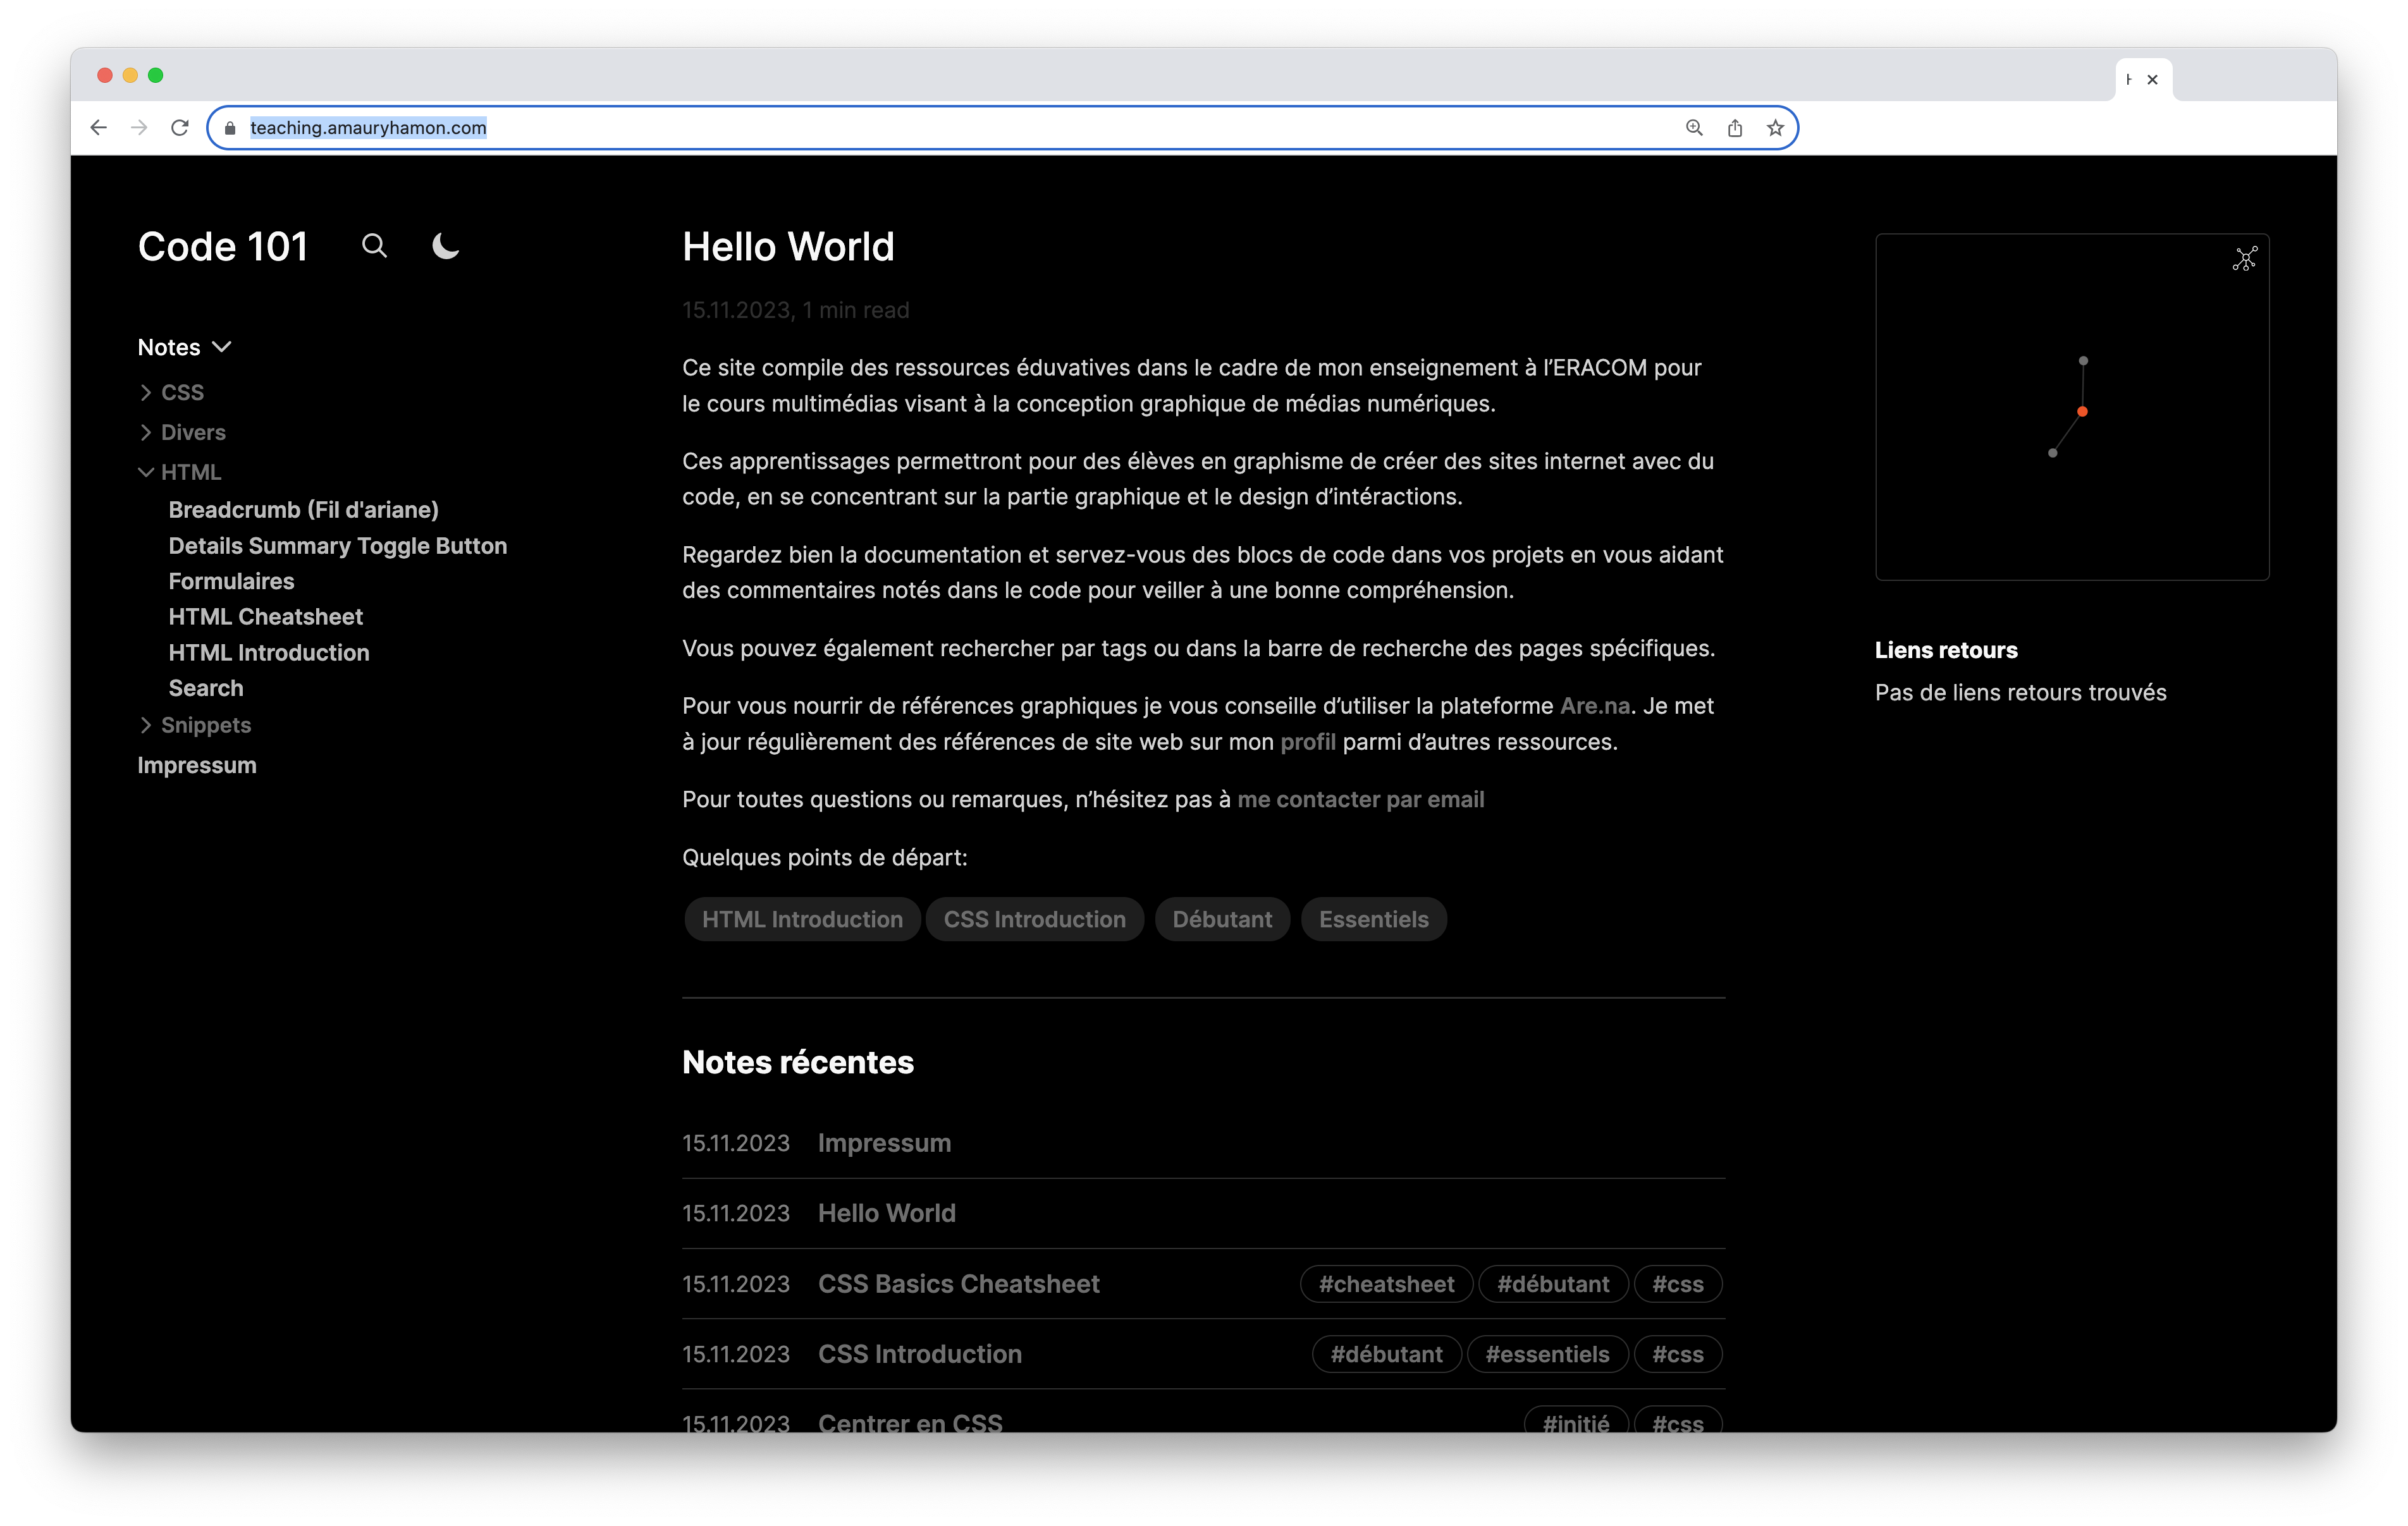 teaching.amauryhamon.com
Code 101
Notes
CSS
Divers
HTML
Breadcrumb (Fil d'ariane)
Details Summary Toggle Button
Formulaires
HTML Cheatsheet
HTML Introduction
Search
Snippets
Impressum
Hello World
15.11.2023, 1 min read
Ce site compile des ressources éduvatives dans le cadre de mon enseignement à l’ERACOM pour
le cours multimédias visant à la conception graphique de médias numériques.
Ces apprentissages permettront pour des élèves en graphisme de créer des sites internet avec du
code, en se concentrant sur la partie graphique et le design d’intéractions.
Regardez bien la documentation et servez-vous des blocs de code dans vos projets en vous aidant
des commentaires notés dans le code pour veiller à une bonne compréhension.
Vous pouvez également rechercher par tags ou dans la barre de recherche des pages spécifiques.
Pour vous nourrir de références graphiques je vous conseille d’utiliser la plateforme Are.na. Je met
à jour régulièrement des références de site web sur mon profil parmi d’autres ressources.
Pour toutes questions ou remarques, n’hésitez pas à me contacter par email
Quelques points de départ:
HTML Introduction CSS Introduction Débutant Essentiels
Notes récentes
15.11.2023 Impressum
15.11.2023 Hello World
15.11.2023 CSS Basics Cheatsheet #cheatsheet #débutant #css
15.11.2023 CSS Introduction #débutant #essentiels #css
15.11.2023 Centrer en CSS #initié #css
Liens retours
Pas de liens retours trouvés